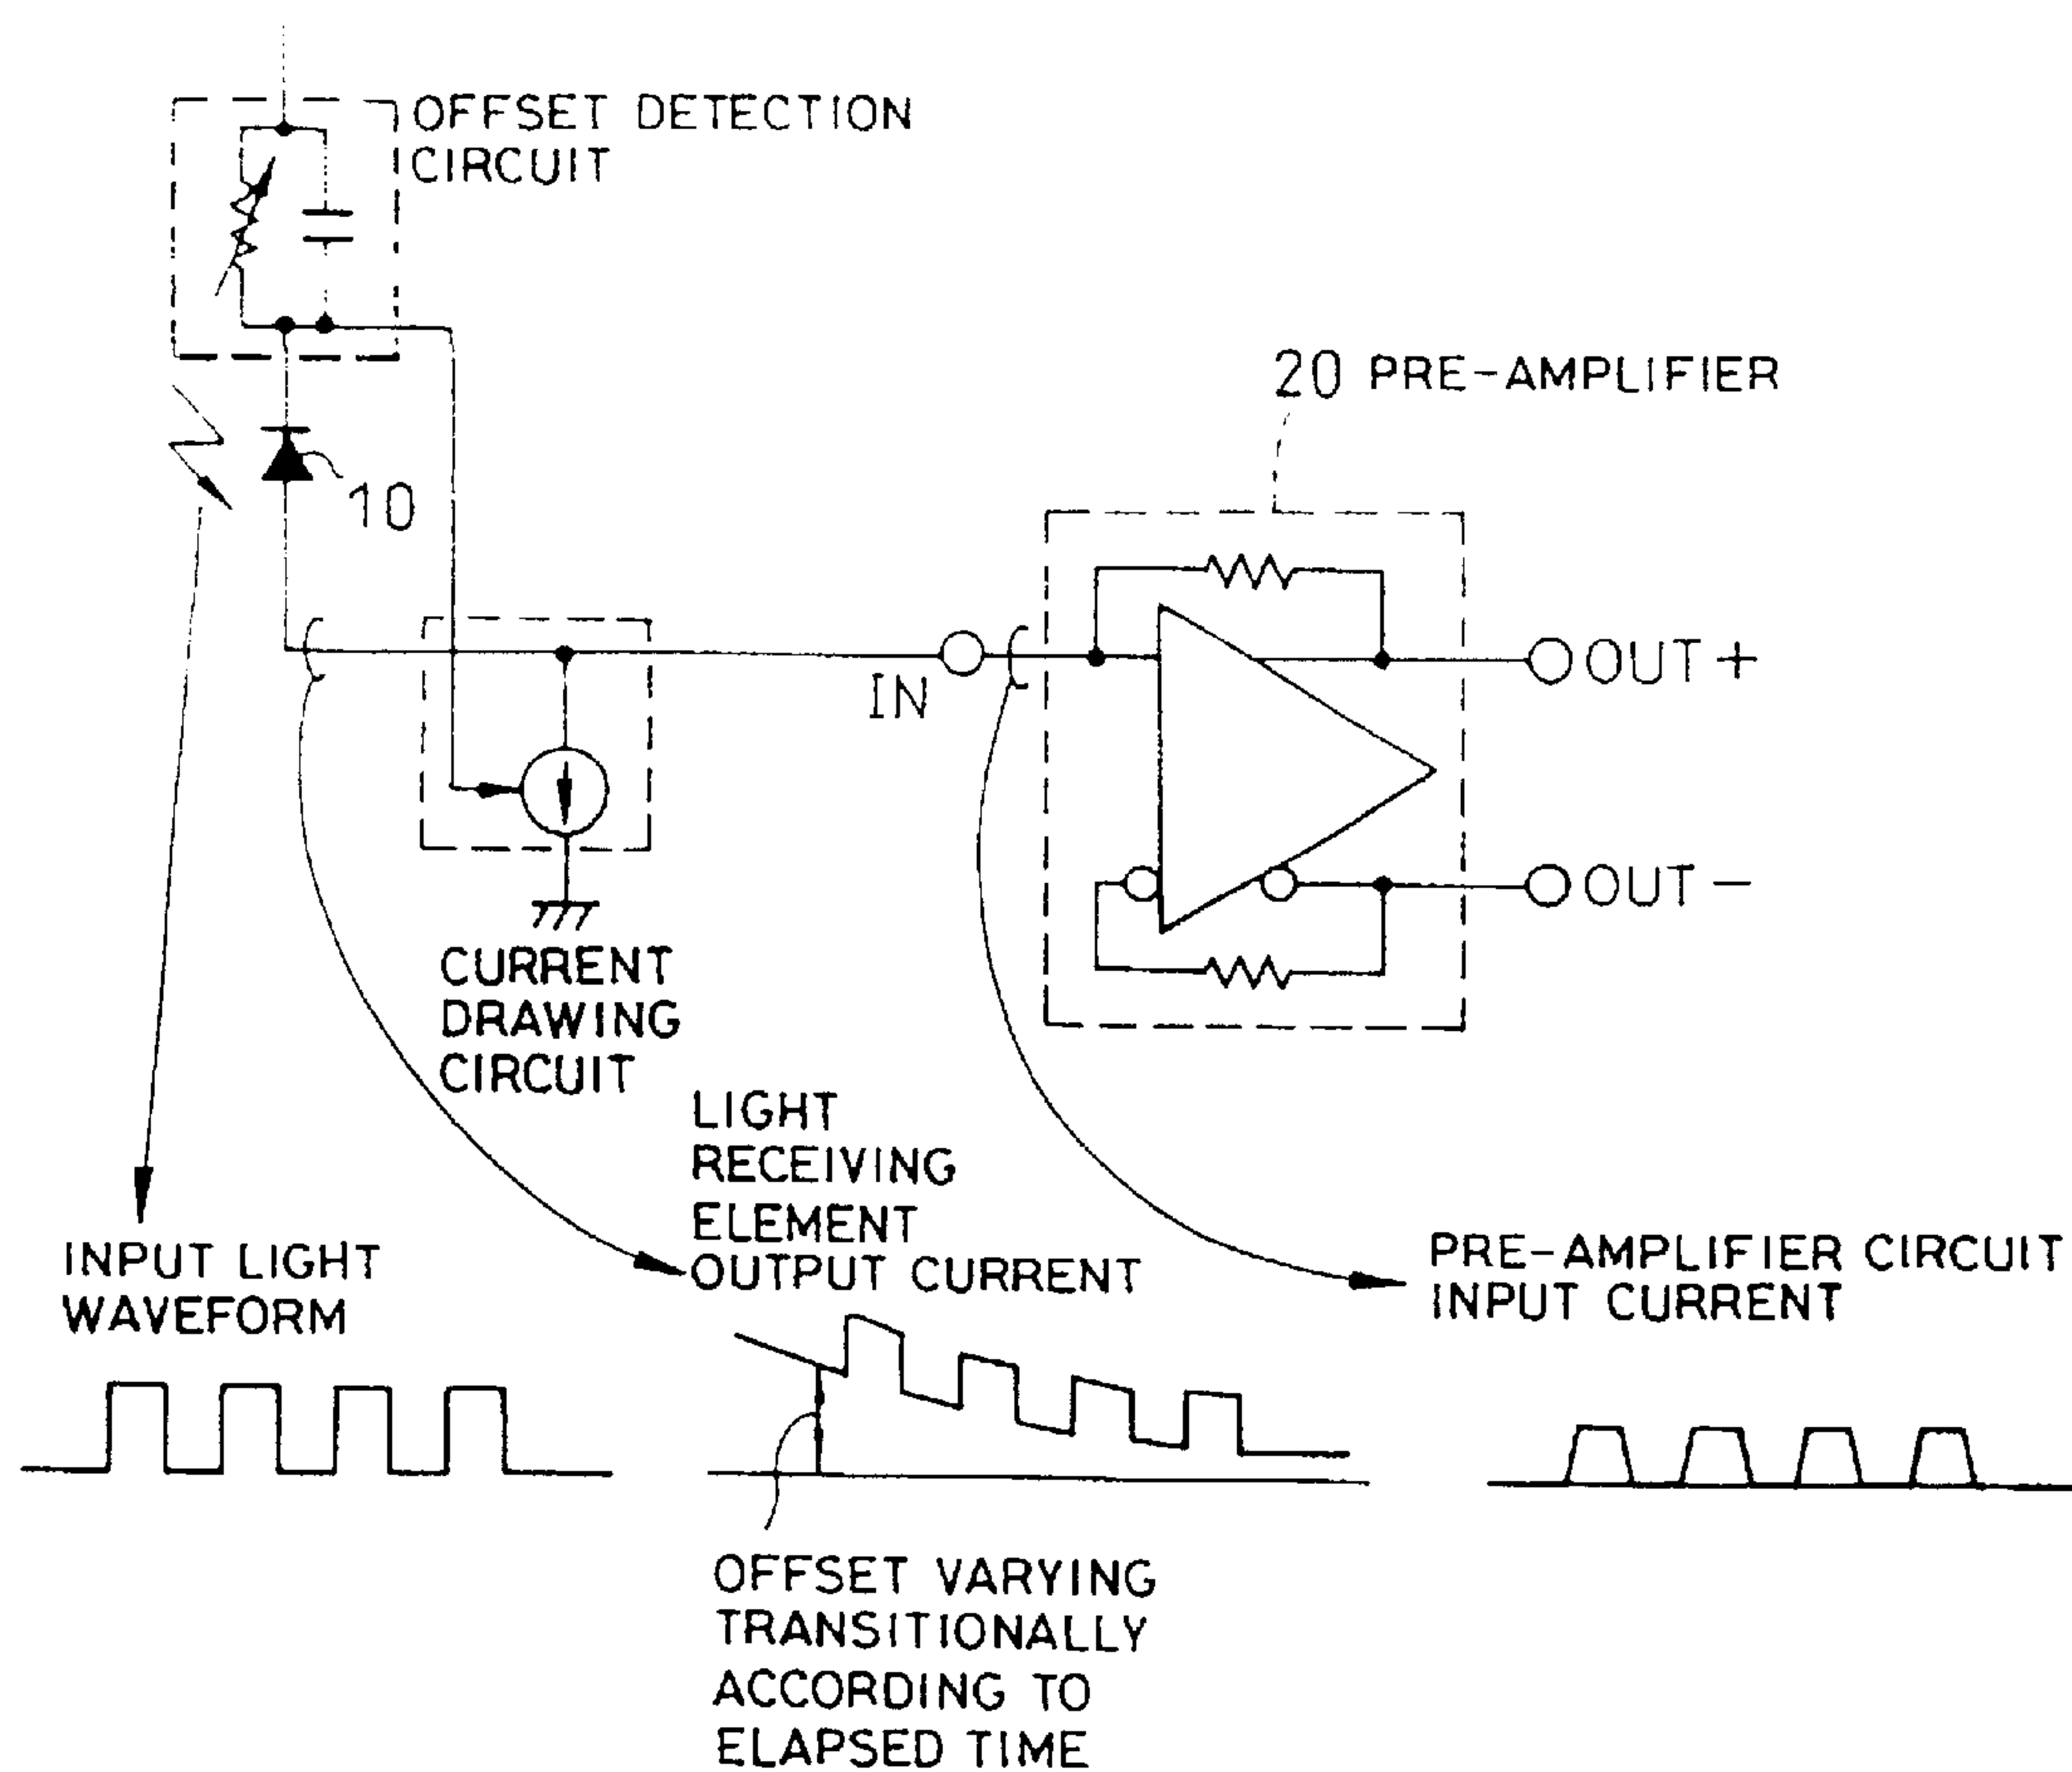 OFFSET DETECTION
CIRCUIT
20 PRE-AMPLIFIER
10
IN
OUT+
OUT-
CURRENT
DRAWING
CIRCUIT
LIGHT
RECEIVING
ELEMENT
OUTPUT CURRENT
INPUT LIGHT
WAVEFORM
PRE-AMPLIFIER CIRCUIT
INPUT CURRENT
OFFSET VARYING
TRANSITIONALLY
ACCORDING TO
ELAPSED TIME